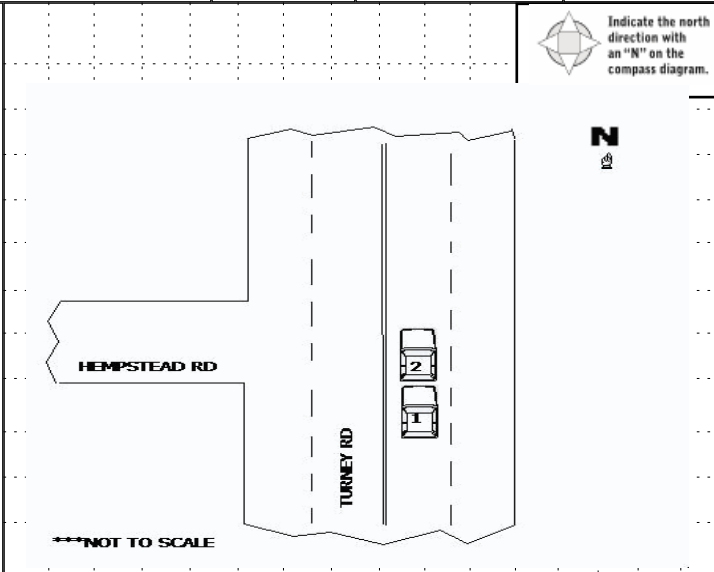 Indicate the north
direction with
an "N" on the
compass diagram.
N
HEMPSTEAD RD
2
1
TURNEY RD
***NOT TO SCALE